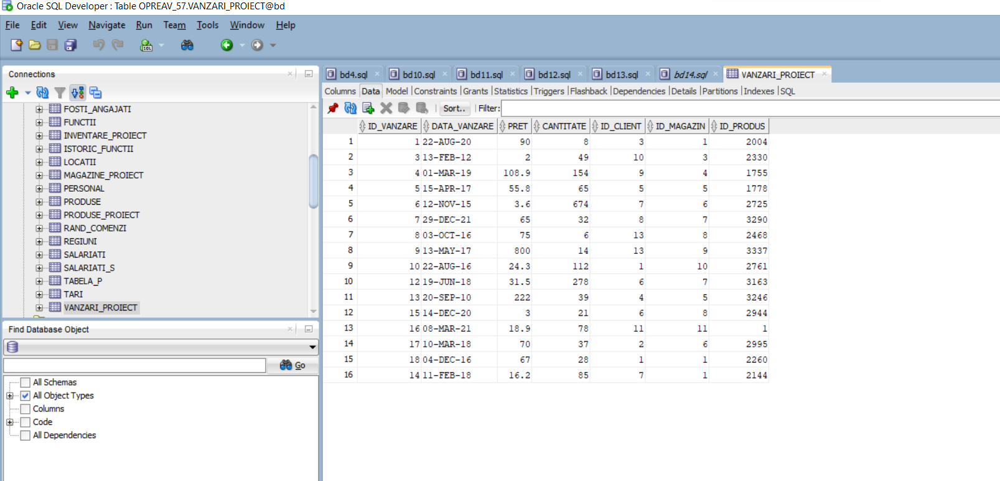 Oracle SQL Developer : Table OPREAV_57.VANZARI_PROIECT@bd
File Edit View Navigate Run Team Tools Window Help
SQL
Connections
FOSTI_ANGAJATI
FUNCTII
INVENTARE_PROIECT
ISTORIC_FUNCTII
LOCATII
MAGAZINE_PROIECT
PERSONAL
PRODUSE
PRODUSE_PROIECT
RAND_COMENZI
REGIUNI
SALARIATI
SALARIATI_S
TABELA_P
TARI
VANZARI_PROIECT
Find Database Object
Go
All Schemas
All Object Types
Columns
Code
All Dependencies
bd4.sql bd10.sql bd11.sql bd12.sql bd13.sql bd14.sql VANZARI_PROIECT
Columns Data Model Constraints Grants Statistics Triggers Flashback Dependencies Details Partitions Indexes SQL
Sort.. Filter:
ID_VANZARE DATA_VANZARE PRET CANTITATE ID_CLIENT ID_MAGAZIN ID_PRODUS
1 1 22-AUG-20 90 8 3 1 2004
2 3 13-FEB-12 2 49 10 3 2330
3 4 01-MAR-19 108.9 154 9 4 1755
4 5 15-APR-17 55.8 65 5 5 1778
5 6 12-NOV-15 3.6 674 7 6 2725
6 7 29-DEC-21 65 32 8 7 3290
7 8 03-OCT-16 75 6 13 8 2468
8 9 13-MAY-17 800 14 13 9 3337
9 10 22-AUG-16 24.3 112 1 10 2761
10 12 19-JUN-18 31.5 278 6 7 3163
11 13 20-SEP-10 222 39 4 5 3246
12 15 14-DEC-20 3 21 6 8 2944
13 16 08-MAR-21 18.9 78 11 11 1
14 17 10-MAR-18 70 37 2 6 2995
15 18 04-DEC-16 67 28 1 1 2260
16 14 11-FEB-18 16.2 85 7 1 2144